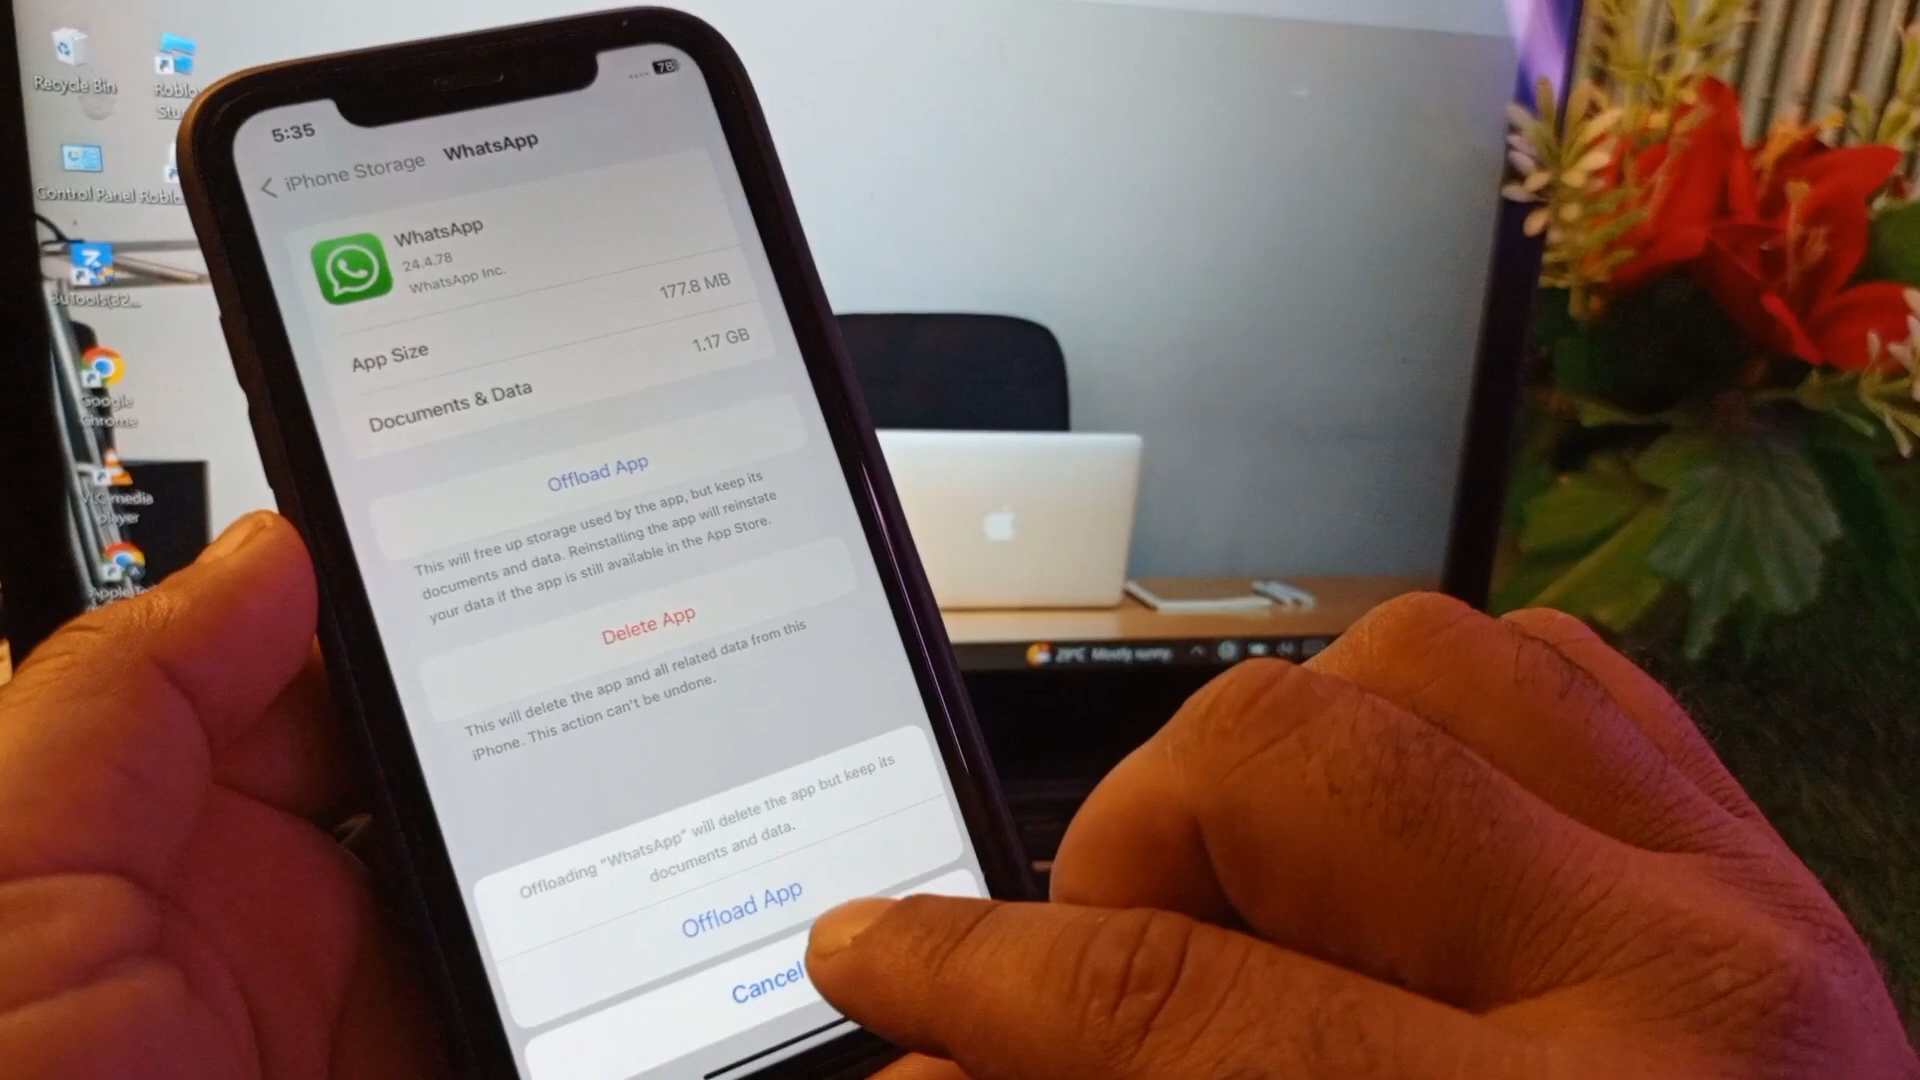 Recycle Bin
Control Panel
Google
Chrome
VLC media
player
5:35
78
iPhone Storage
WhatsApp
WhatsApp
24.4.78
WhatsApp Inc.
App Size
177.8 MB
Documents & Data
1.17 GB
Offload App
This will free up storage used by the app, but keep its
documents and data. Reinstalling the app will reinstate
your data if the app is still available in the App Store.
Delete App
This will delete the app and all related data from this
iPhone. This action can't be undone.
Offloading “WhatsApp” will delete the app but keep its
documents and data.
Offload App
Cancel
29°C Mostly sunny